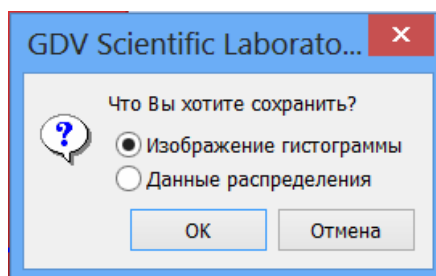 GDV Scientific Laborato...
Что Вы хотите сохранить?
Изображение гистограммы
Данные распределения
OK
Отмена